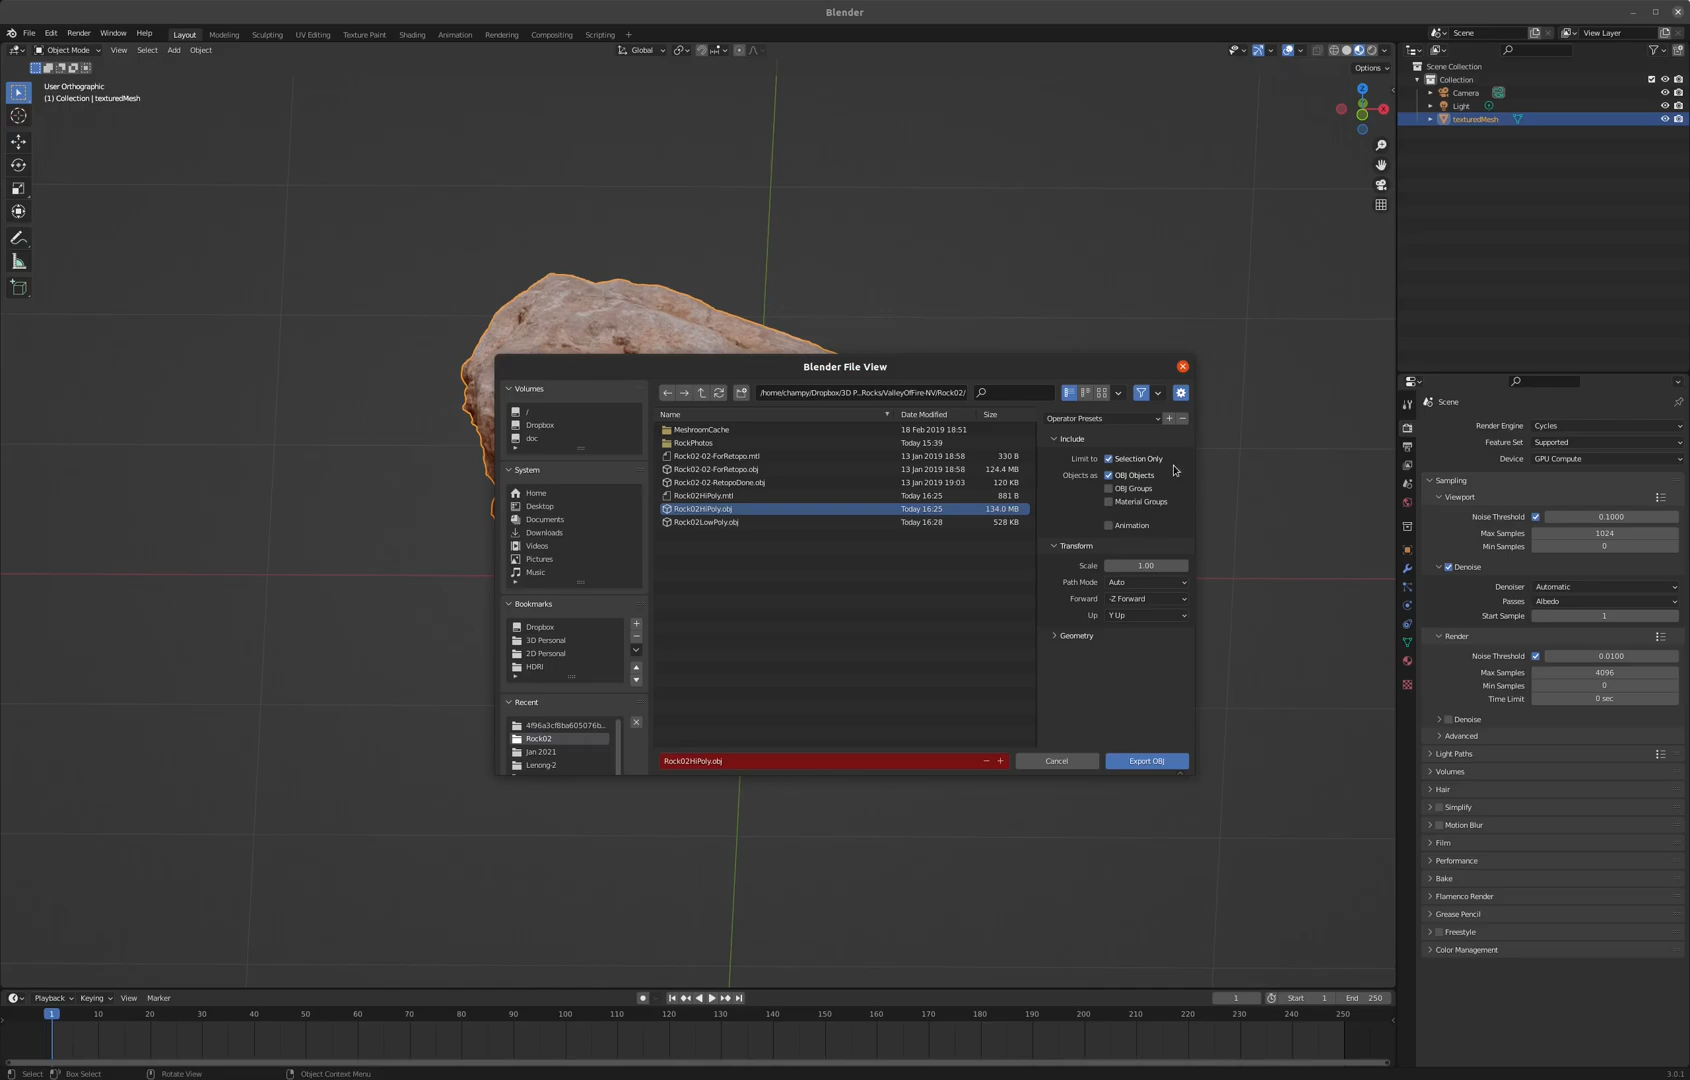 Blender
File Edit Render Window Help Layout Modeling Sculpting UV Editing Texture Paint Shading Animation Rendering Compositing Scripting +
Scene View Layer
Object Mode View Select Add Object
Global
Options
User Orthographic
(1) Collection | texturedMesh
Z
Y
X
Scene Collection
Collection
Camera
Light
texturedMesh
Blender File View
Volumes
/
Dropbox
doc
System
Home
Desktop
Documents
Downloads
Videos
Pictures
Music
Bookmarks
Dropbox
3D Personal
2D Personal
HDRI
Recent
4f96a3cf8ba605076b...
Rock02
Jan 2021
Lenong-2
/home/champy/Dropbox/3D P...Rocks/ValleyOfFire-NV/Rock02/
Name Date Modified Size
MeshroomCache 18 Feb 2019 18:51
RockPhotos Today 15:39
Rock02-02-ForRetopo.mtl 13 Jan 2019 18:58 330 B
Rock02-02-ForRetopo.obj 13 Jan 2019 18:58 124.4 MB
Rock02-02-RetopoDone.obj 13 Jan 2019 19:03 120 KB
Rock02HiPoly.mtl Today 16:25 881 B
Rock02HiPoly.obj Today 16:25 134.0 MB
Rock02LowPoly.obj Today 16:28 528 KB
Rock02HiPoly.obj
Cancel
Export OBJ
Operator Presets
Include
Limit to Selection Only
Objects as OBJ Objects
OBJ Groups
Material Groups
Animation
Transform
Scale 1.00
Path Mode Auto
Forward -Z Forward
Up Y Up
Geometry
Scene
Render Engine Cycles
Feature Set Supported
Device GPU Compute
Sampling
Viewport
Noise Threshold 0.1000
Max Samples 1024
Min Samples 0
Denoise
Denoiser Automatic
Passes Albedo
Start Sample 1
Render
Noise Threshold 0.0100
Max Samples 4096
Min Samples 0
Time Limit 0 sec
Denoise
Advanced
Light Paths
Volumes
Hair
Simplify
Motion Blur
Film
Performance
Bake
Flamenco Render
Grease Pencil
Freestyle
Color Management
Playback Keying View Marker
1 Start 1 End 250
1 10 20 30 40 50 60 70 80 90 100 110 120 130 140 150 160 170 180 190 200 210 220 230 240 250
Select Box Select Rotate View Object Context Menu
3.0.1